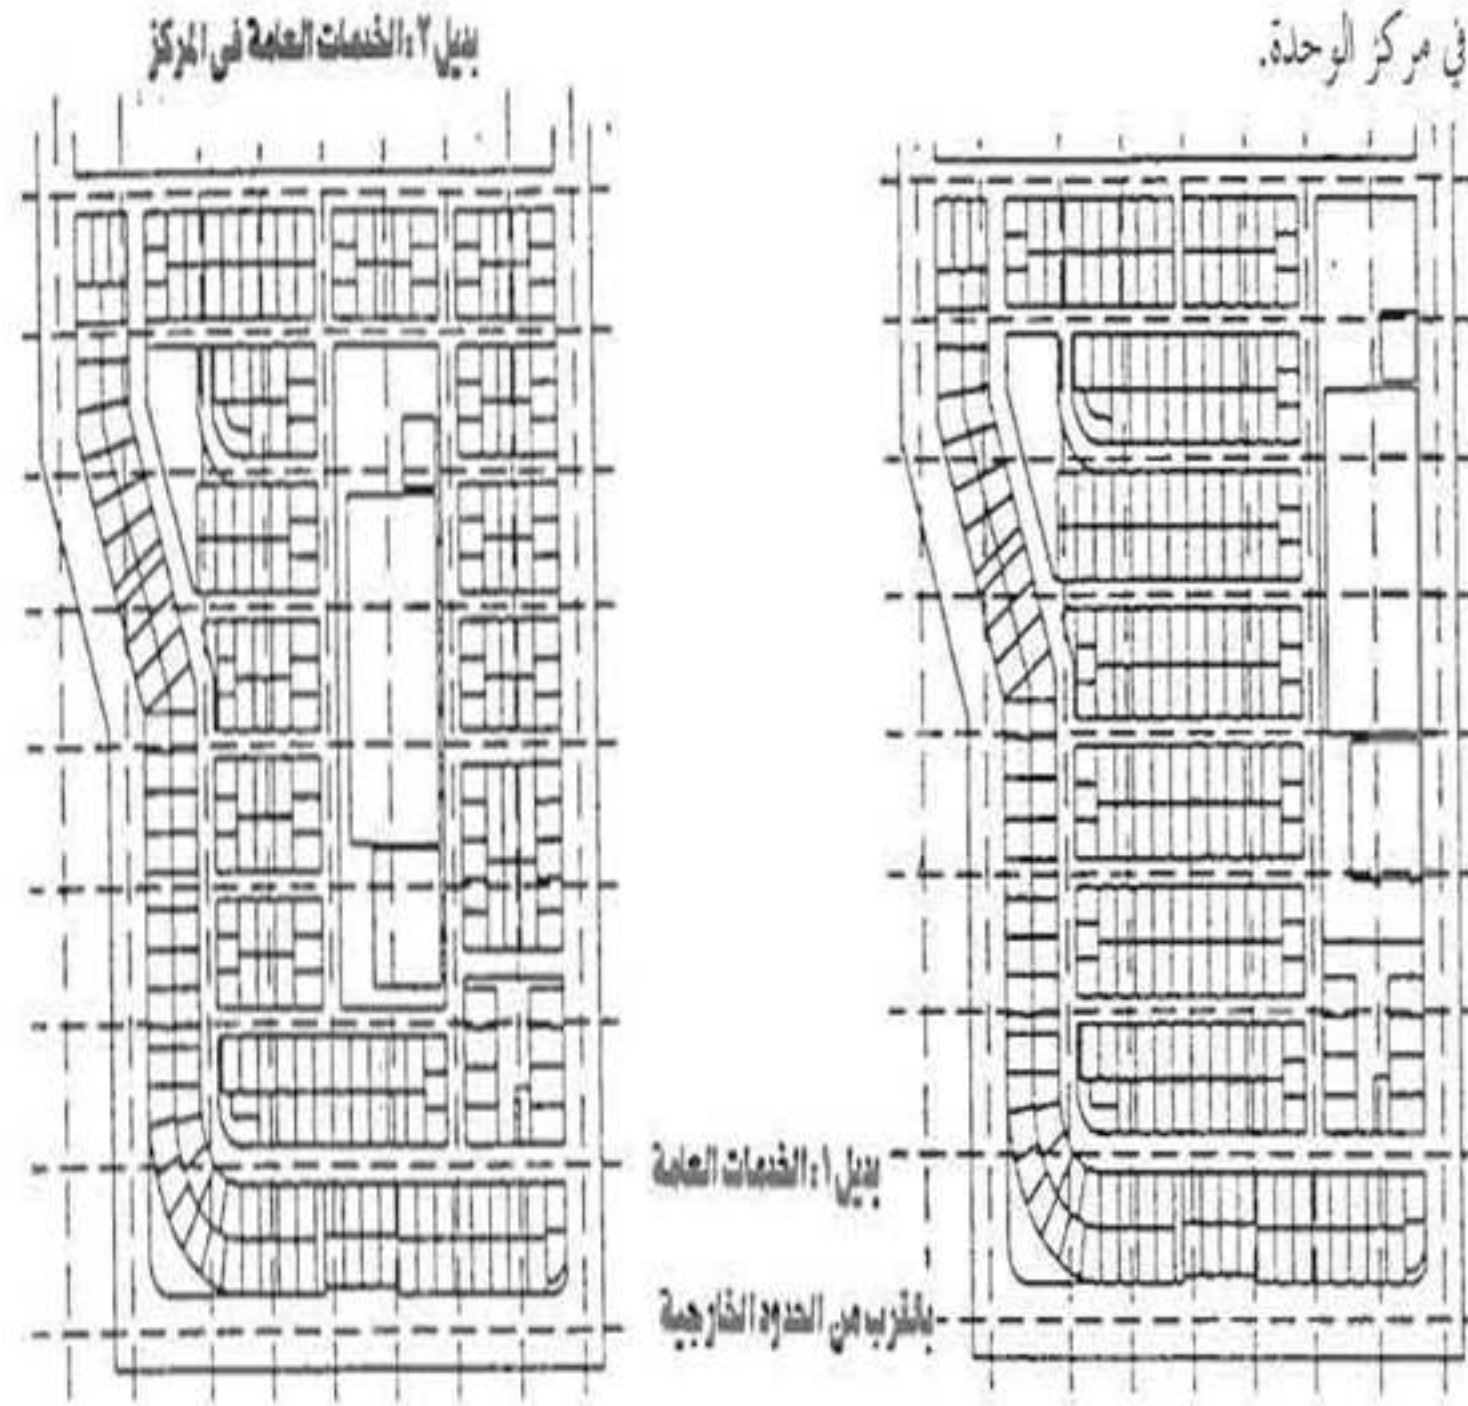 في مركز الوحدة.
بديل ٢: الخدمات العامة في المركز
بديل ١: الخدمات العامة
بالقرب من الحدود الخارجية